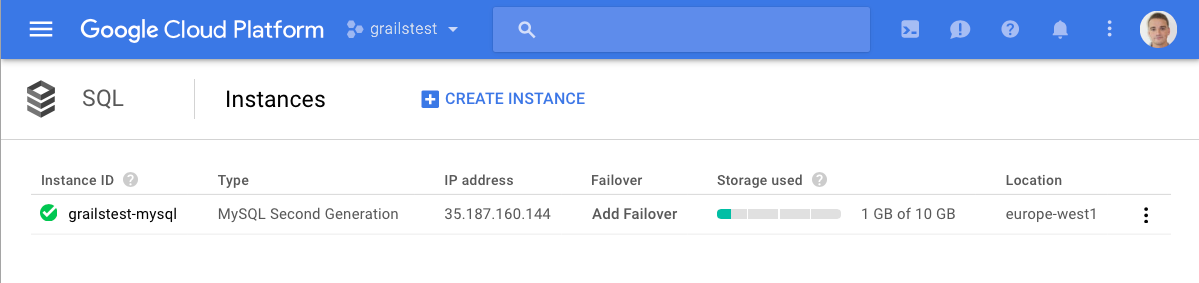 Google Cloud Platform grailstest
SQL Instances CREATE INSTANCE
Instance ID Type IP address Failover Storage used Location
grailstest-mysql MySQL Second Generation 35.187.160.144 Add Failover 1 GB of 10 GB europe-west1